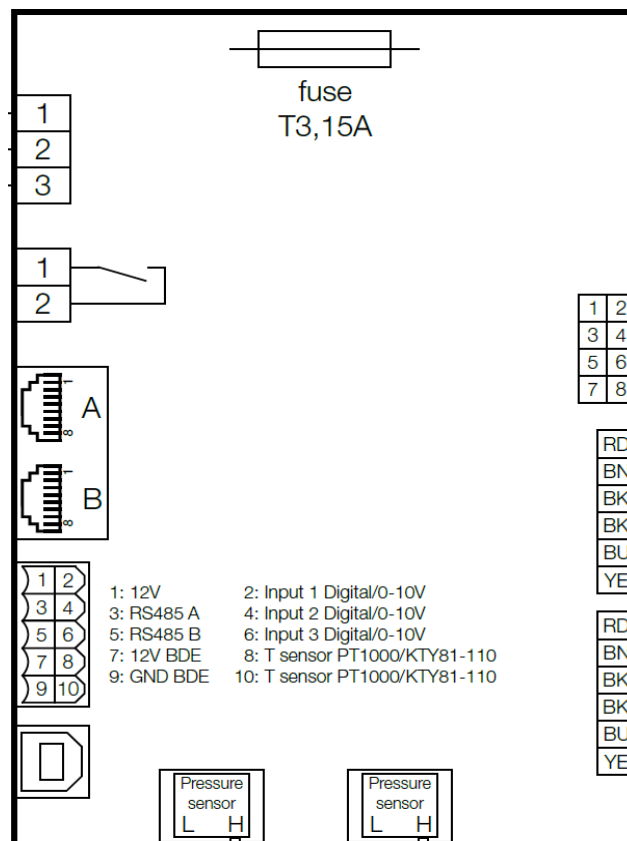 fuse
T3,15A
1
2
3
1
2
1
8
A
1
8
B
1 2
3 4
5 6
7 8
9 10
1: 12V 2: Input 1 Digital/0-10V
3: RS485 A 4: Input 2 Digital/0-10V
5: RS485 B 6: Input 3 Digital/0-10V
7: 12V BDE 8: T sensor PT1000/KTY81-110
9: GND BDE 10: T sensor PT1000/KTY81-110
1 2
3 4
5 6
7 8
RD
BN
BK
BK
BU
YE
RD
BN
BK
BK
BU
YE
Pressure
sensor
L H
Pressure
sensor
L H